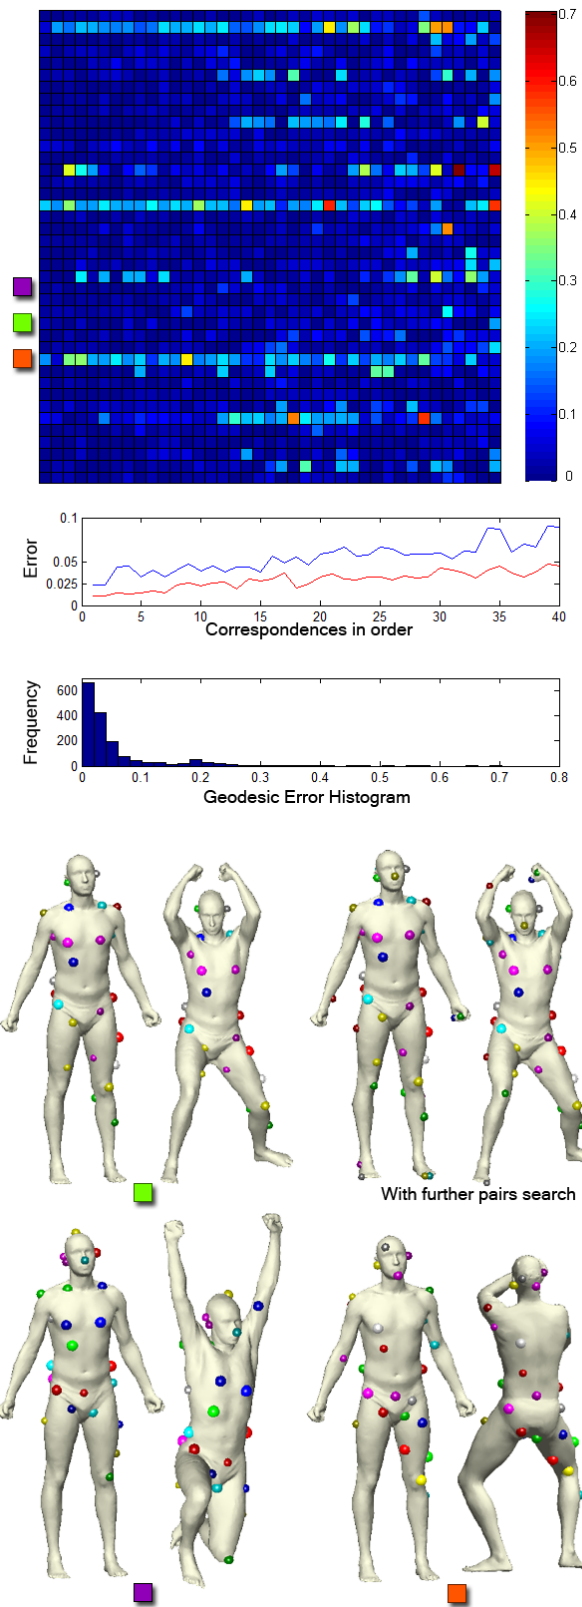 0.7
0.6
0.5
0.4
0.3
0.2
0.1
0
0.1
0.05
0.025
0
Error
0 5 10 15 20 25 30 35 40
Correspondences in order
600
400
200
0
Frequency
0 0.1 0.2 0.3 0.4 0.5 0.6 0.7 0.8
Geodesic Error Histogram
With further pairs search